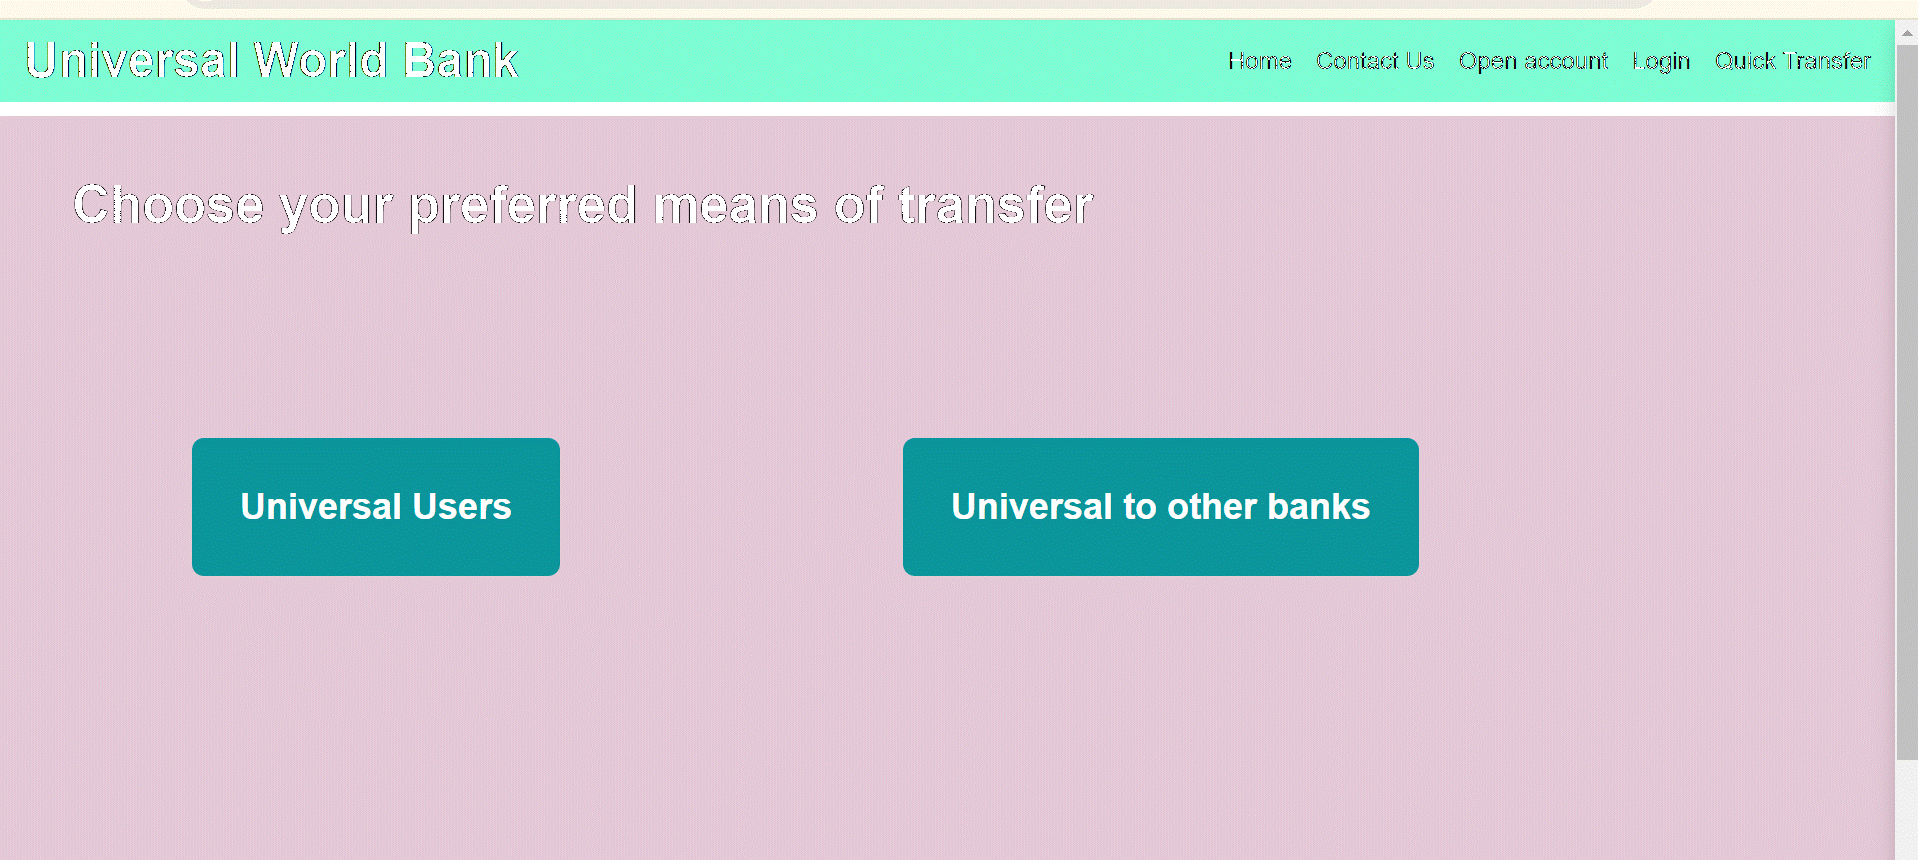 Universal World Bank
Home Contact Us Open account Login Quick Transfer
Choose your preferred means of transfer
Universal Users
Universal to other banks